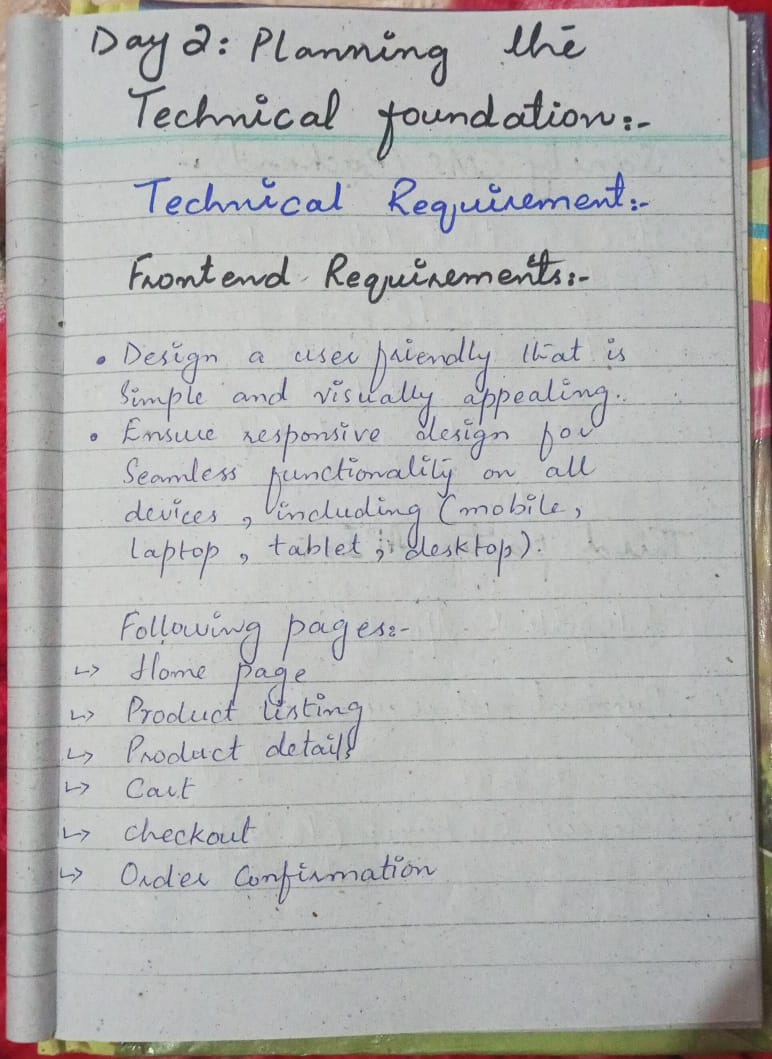 Day 2: Planning the
Technical foundation:-
Technical Requirement:-
Frontend Requirements:-
• Design a user friendly that is
Simple and visually appealing.
• Ensure responsive design for
Seamless functionality on all
devices, including (mobile,
laptop, tablet, desktop).
Following pages:-
↳ Home page
↳ Product listing
↳ Product details
↳ Cart
↳ checkout
↳ Order Confirmation